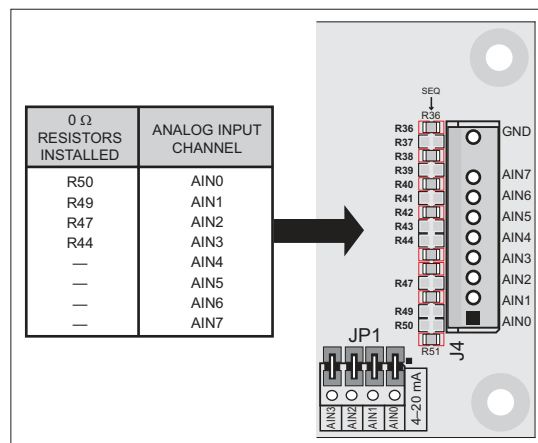 0 Ω
RESISTORS
INSTALLED
ANALOG INPUT
CHANNEL
R50 AIN0
R49 AIN1
R47 AIN2
R44 AIN3
— AIN4
— AIN5
— AIN6
— AIN7
SEQ
R36
R36
R37
R38
R39
R40
R41
R42
R43
R44
R47
R49
R50
R51
GND
AIN7
AIN6
AIN5
AIN4
AIN3
AIN2
AIN1
AIN0
J4
JP1
AIN3
AIN2
AIN1
AIN0
4–20 mA